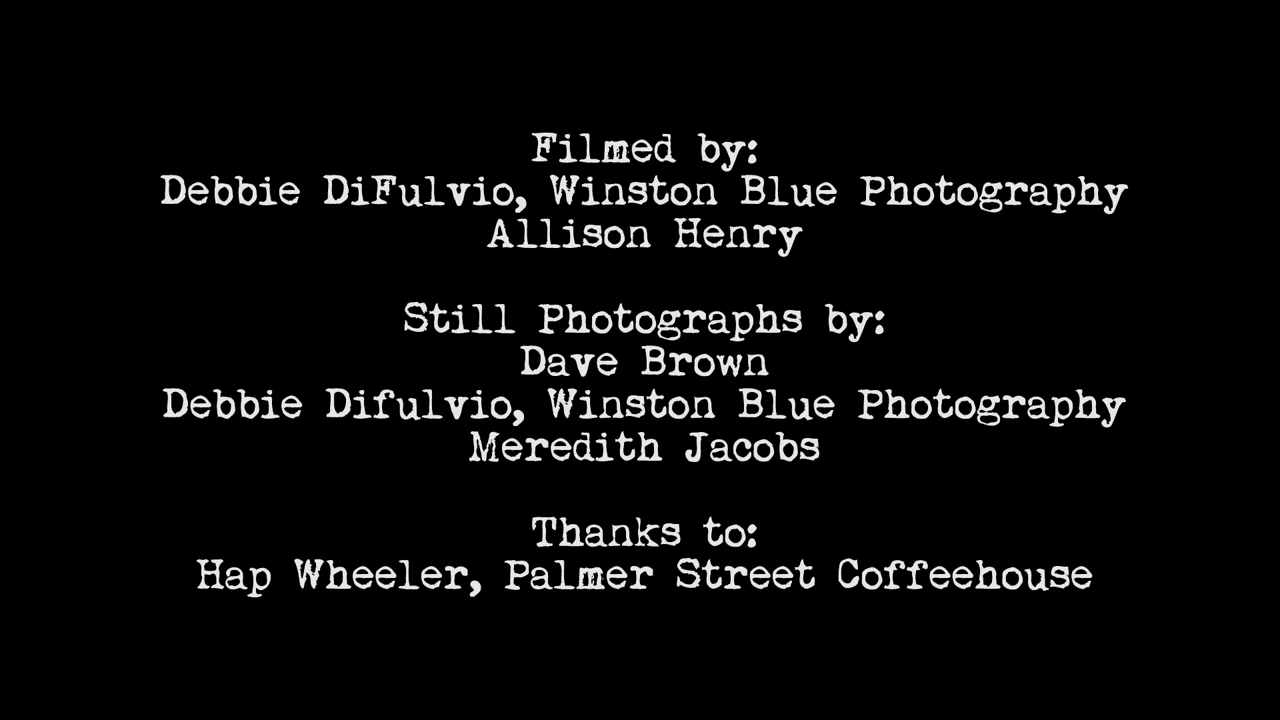 Filmed by:
Debbie DiFulvio, Winston Blue Photography
Allison Henry
Still Photographs by:
Dave Brown
Debbie Difulvio, Winston Blue Photography
Meredith Jacobs
Thanks to:
Hap Wheeler, Palmer Street Coffeehouse